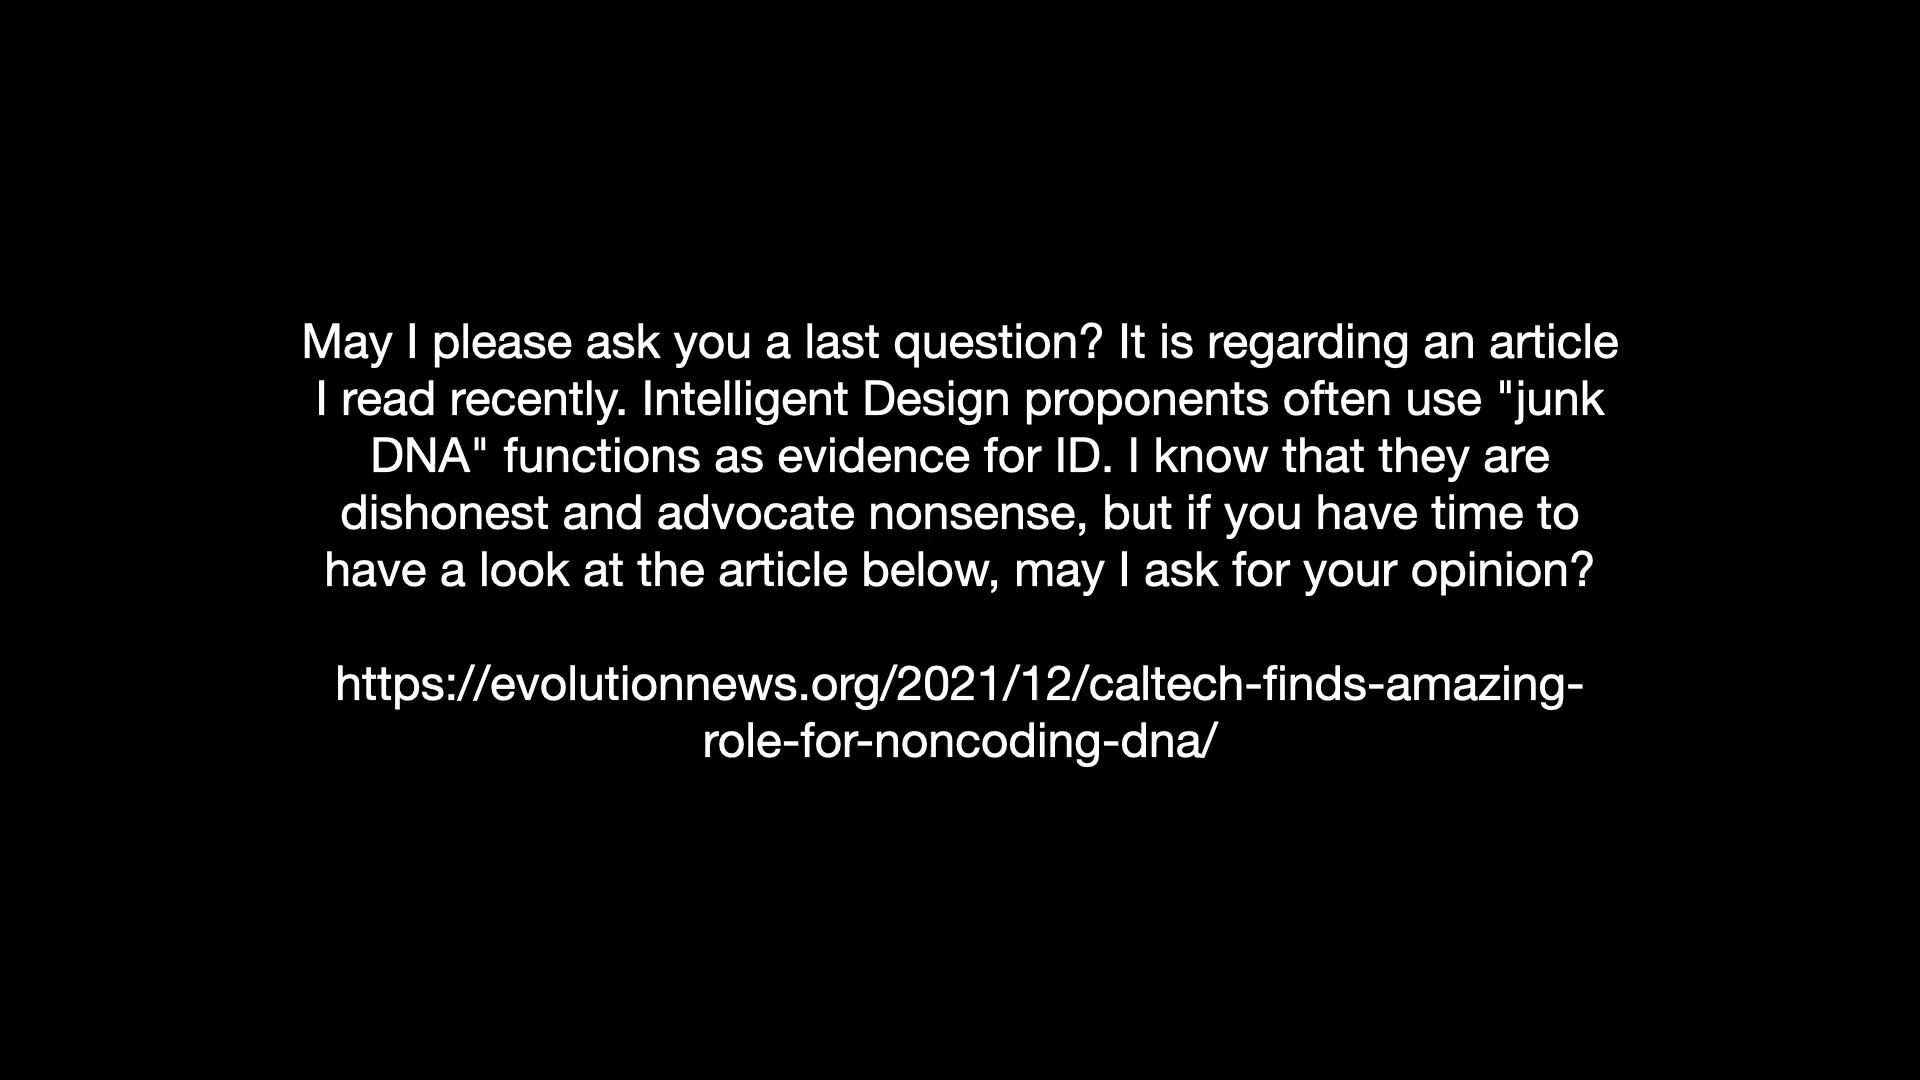 May I please ask you a last question? It is regarding an article
I read recently. Intelligent Design proponents often use "junk
DNA" functions as evidence for ID. I know that they are
dishonest and advocate nonsense, but if you have time to
have a look at the article below, may I ask for your opinion?
https://evolutionnews.org/2021/12/caltech-finds-amazing-
role-for-noncoding-dna/